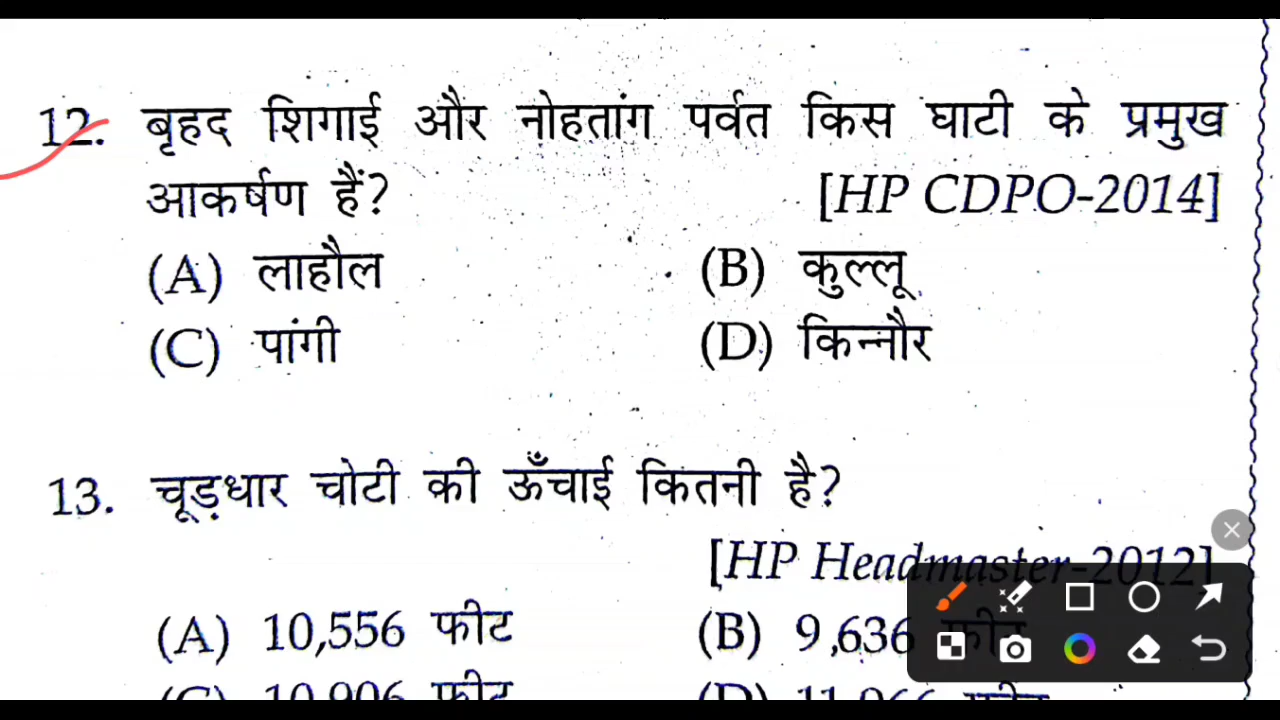 12. बृहद शिगाई और नोहतांग पर्वत किस घाटी के प्रमुख
आकर्षण हैं? [HP CDPO-2014]
(A) लाहौल (B) कुल्लू
(C) पांगी (D) किन्नौर
13. चूड़धार चोटी की ऊँचाई कितनी है?
[HP Headmaster-2012]
(A) 10,556 फीट (B) 9,636